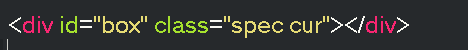 <div id="box" class="spec cur"></div>